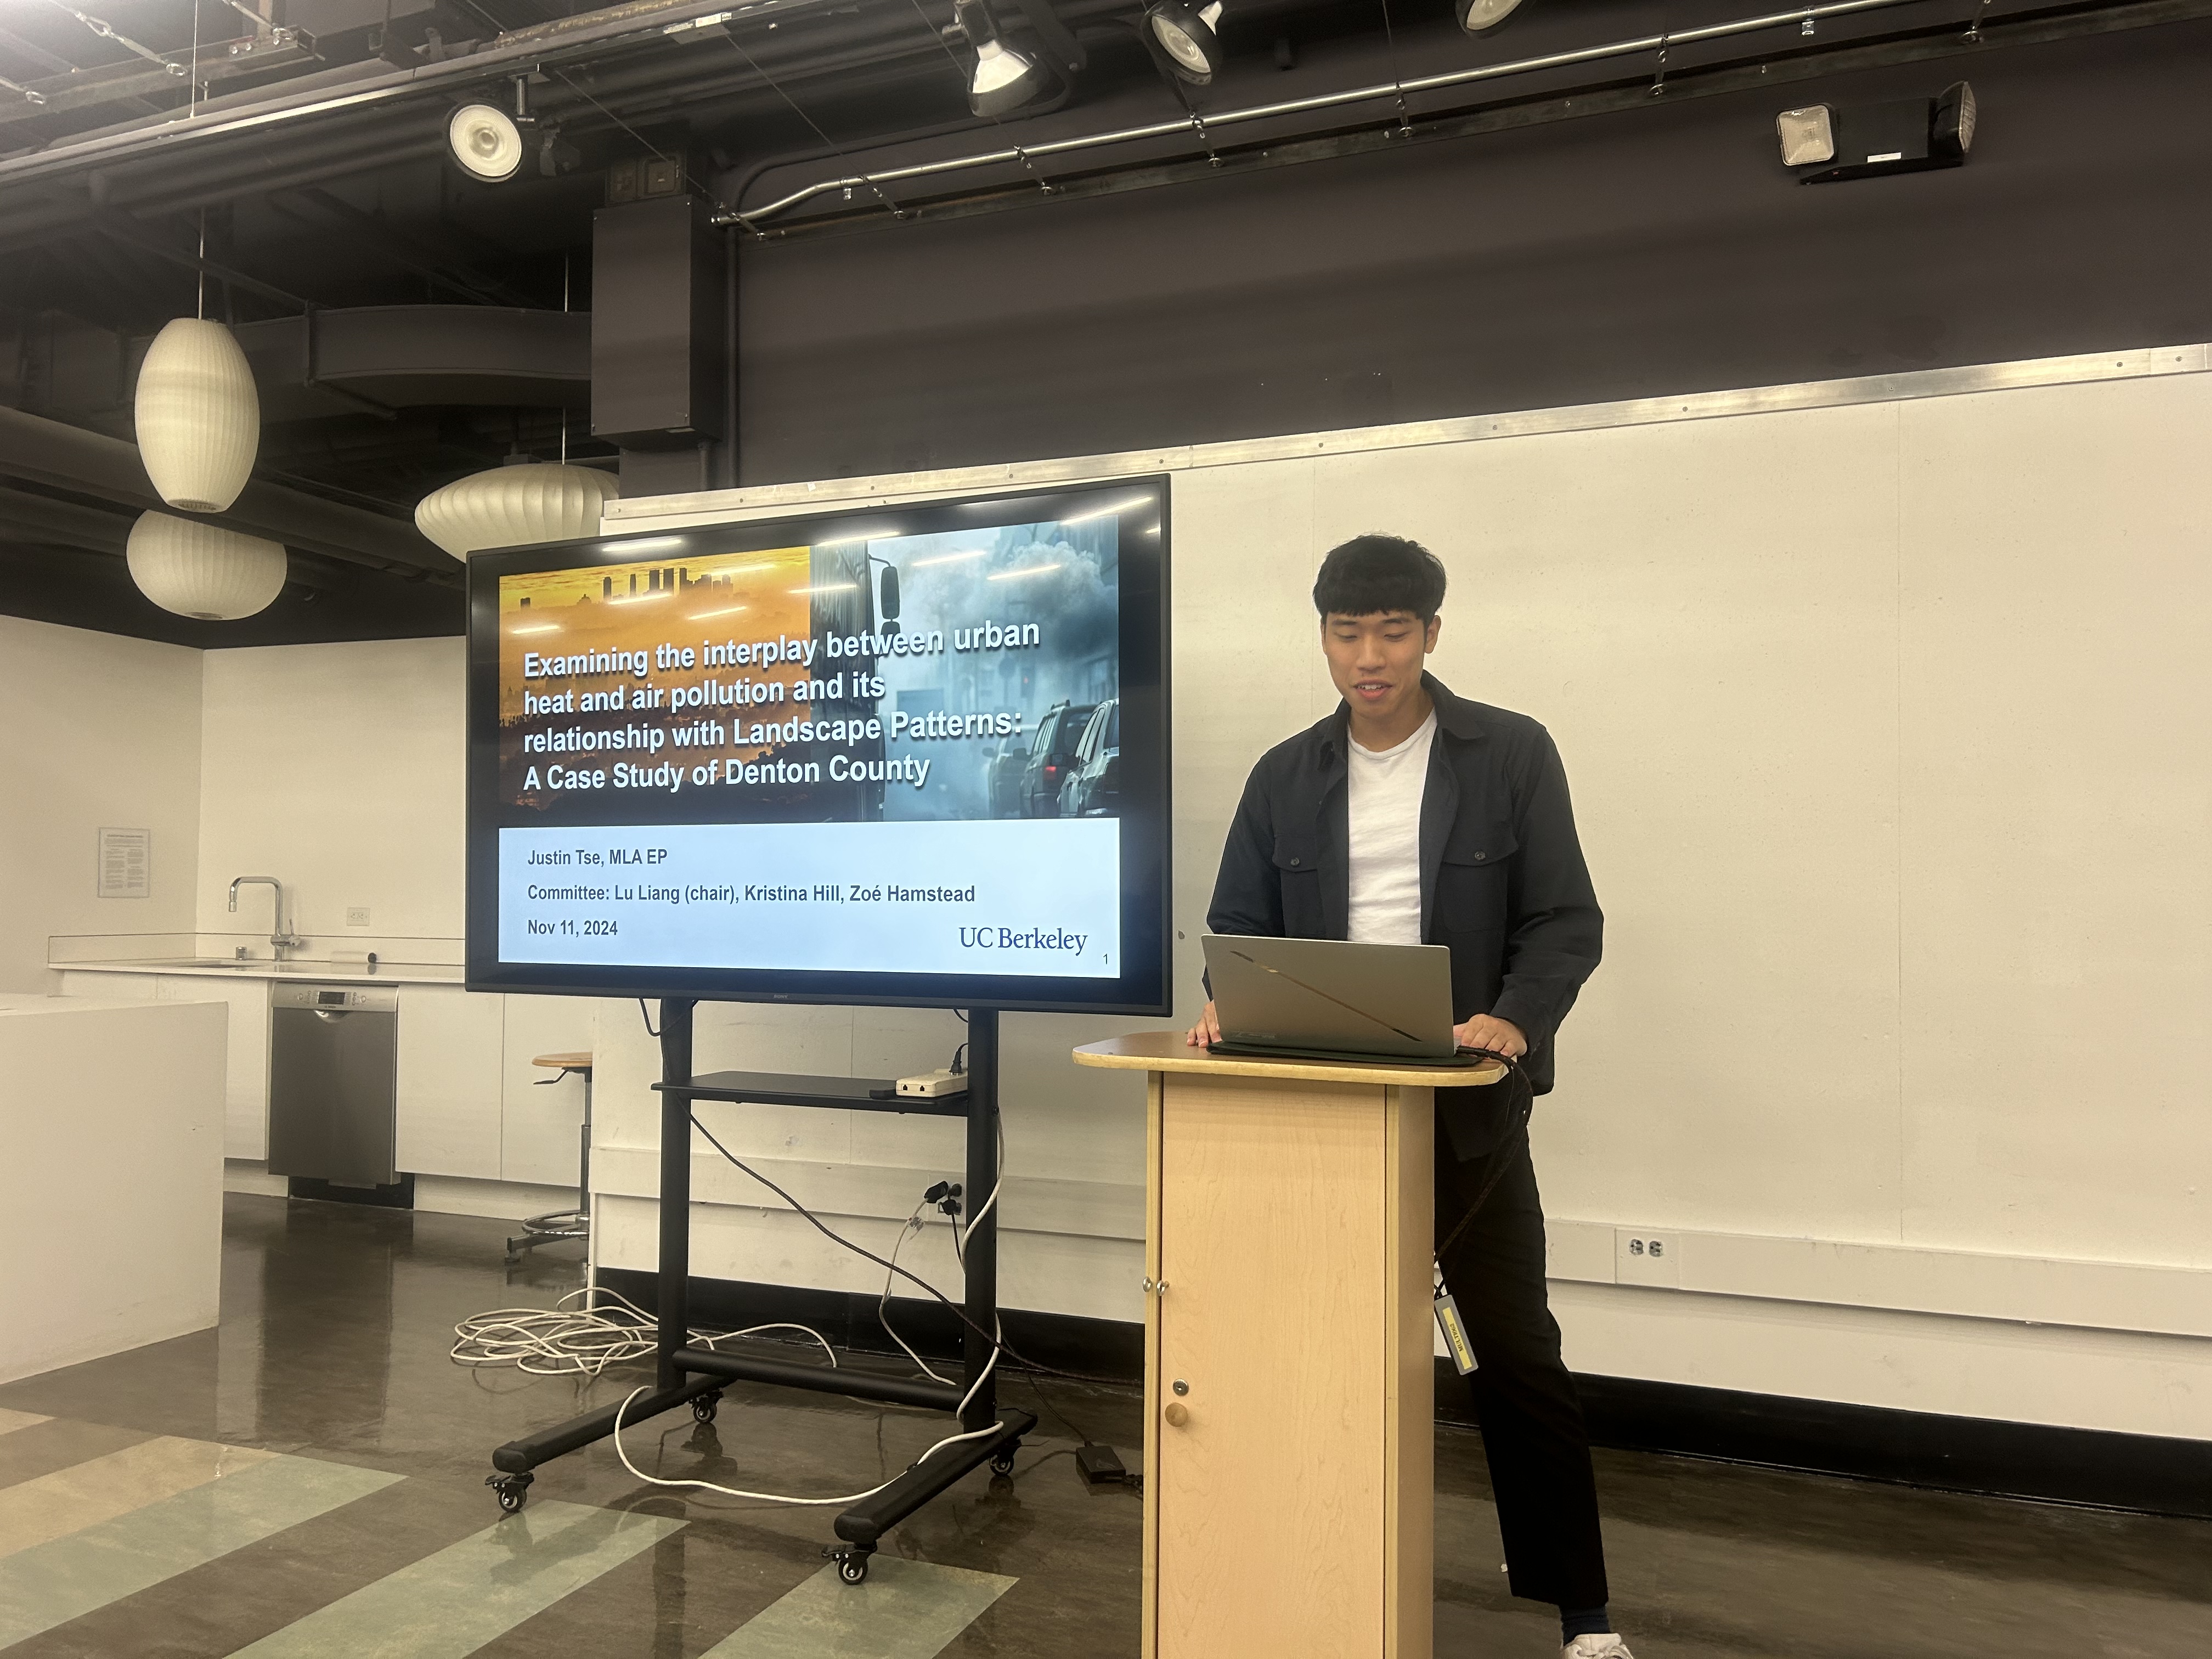 Examining the interplay between urban
heat and air pollution and its
relationship with Landscape Patterns:
A Case Study of Denton County
Justin Tse, MLA EP
Committee: Lu Liang (chair), Kristina Hill, Zoé Hamstead
Nov 11, 2024
UC Berkeley
1
SONY